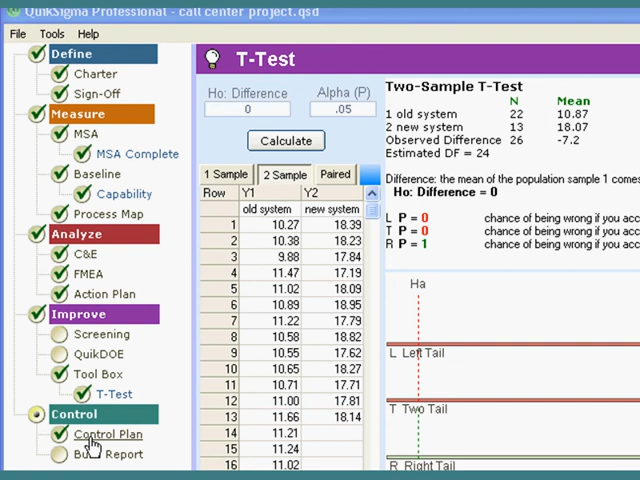 QuikSigma Professional - call center project.qsd
File Tools Help
Define
Charter
Sign-Off
Measure
MSA
MSA Complete
Baseline
Capability
Process Map
Analyze
C&E
FMEA
Action Plan
Improve
Screening
QuikDOE
Tool Box
T-Test
Control
Control Plan
Build Report
T-Test
Ho: Difference Alpha (P)
0 .05
Calculate
1 Sample 2 Sample Paired
Row Y1 Y2
old system new system
1 10.27 18.39
2 10.38 18.23
3 9.88 17.84
4 11.47 17.19
5 11.02 18.09
6 10.89 18.95
7 11.22 17.79
8 10.58 18.82
9 10.55 17.62
10 10.65 18.27
11 10.71 17.71
12 11.00 17.81
13 11.66 18.14
14 11.21
15 11.24
16 11.02
Two-Sample T-Test
N Mean
1 old system 22 10.87
2 new system 13 18.07
Observed Difference 26 -7.2
Estimated DF = 24
Difference: the mean of the population sample 1 comes
Ho: Difference = 0
L P = 0 chance of being wrong if you acc
T P = 0 chance of being wrong if you acc
R P = 1 chance of being wrong if you acc
Ha
L Left Tail
T Two Tail
R Right Tail